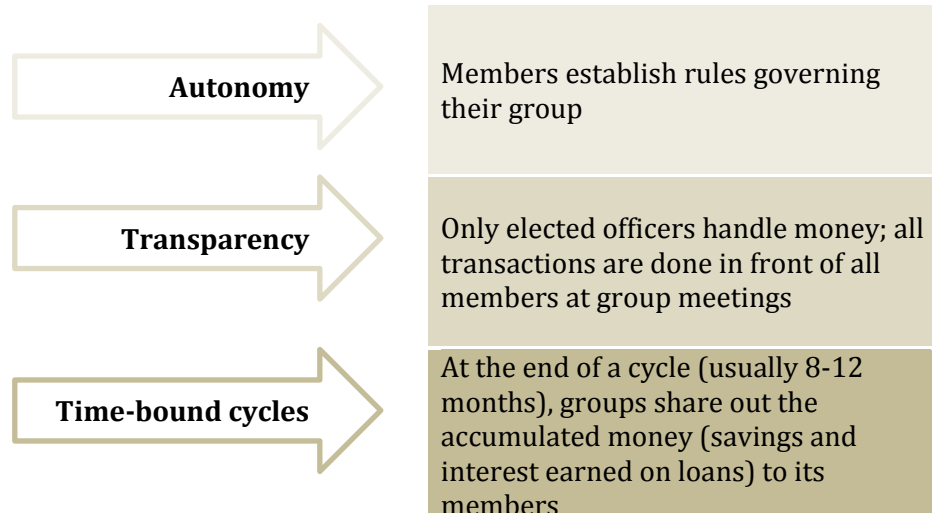 Autonomy
Members establish rules governing
their group
Transparency
Only elected officers handle money; all
transactions are done in front of all
members at group meetings
Time-bound cycles
At the end of a cycle (usually 8-12
months), groups share out the
accumulated money (savings and
interest earned on loans) to its
members